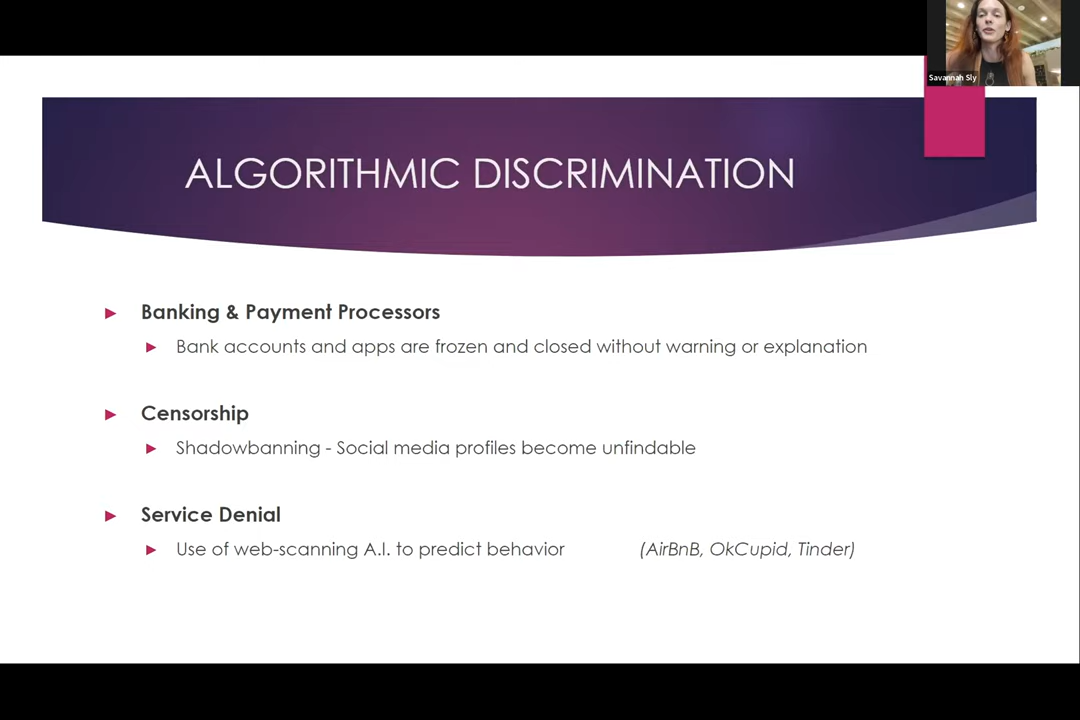 Savannah Sly
ALGORITHMIC DISCRIMINATION
Banking & Payment Processors
Bank accounts and apps are frozen and closed without warning or explanation
Censorship
Shadowbanning - Social media profiles become unfindable
Service Denial
Use of web-scanning A.I. to predict behavior (AirBnB, OkCupid, Tinder)